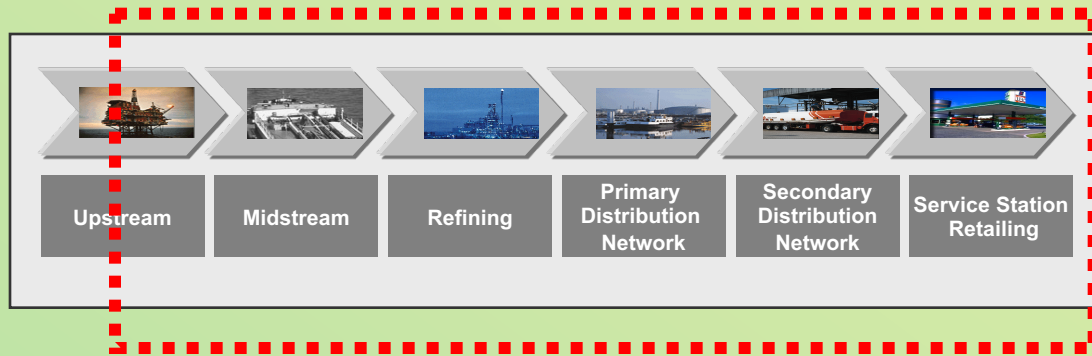 Upstream
Midstream
Refining
Primary
Distribution
Network
Secondary
Distribution
Network
Service Station
Retailing